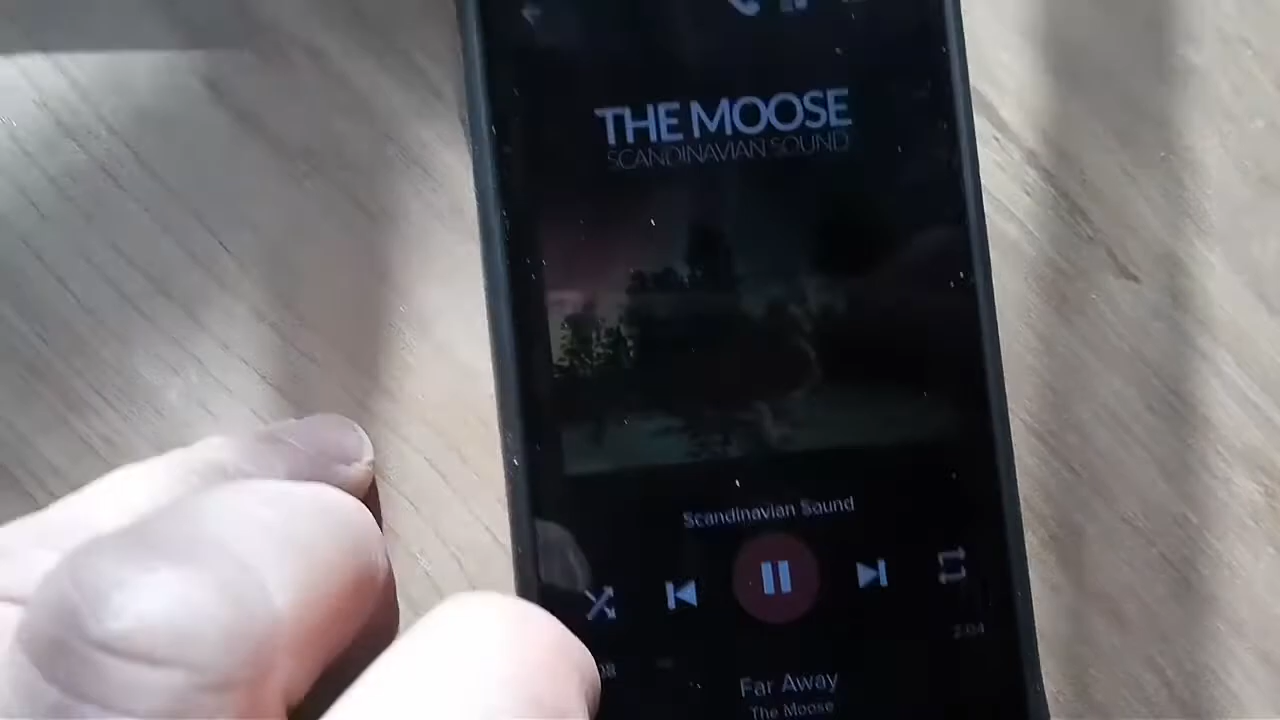 THE MOOSE
SCANDINAVIAN SOUND
Scandinavian Sound
2:04
Far Away
The Moose